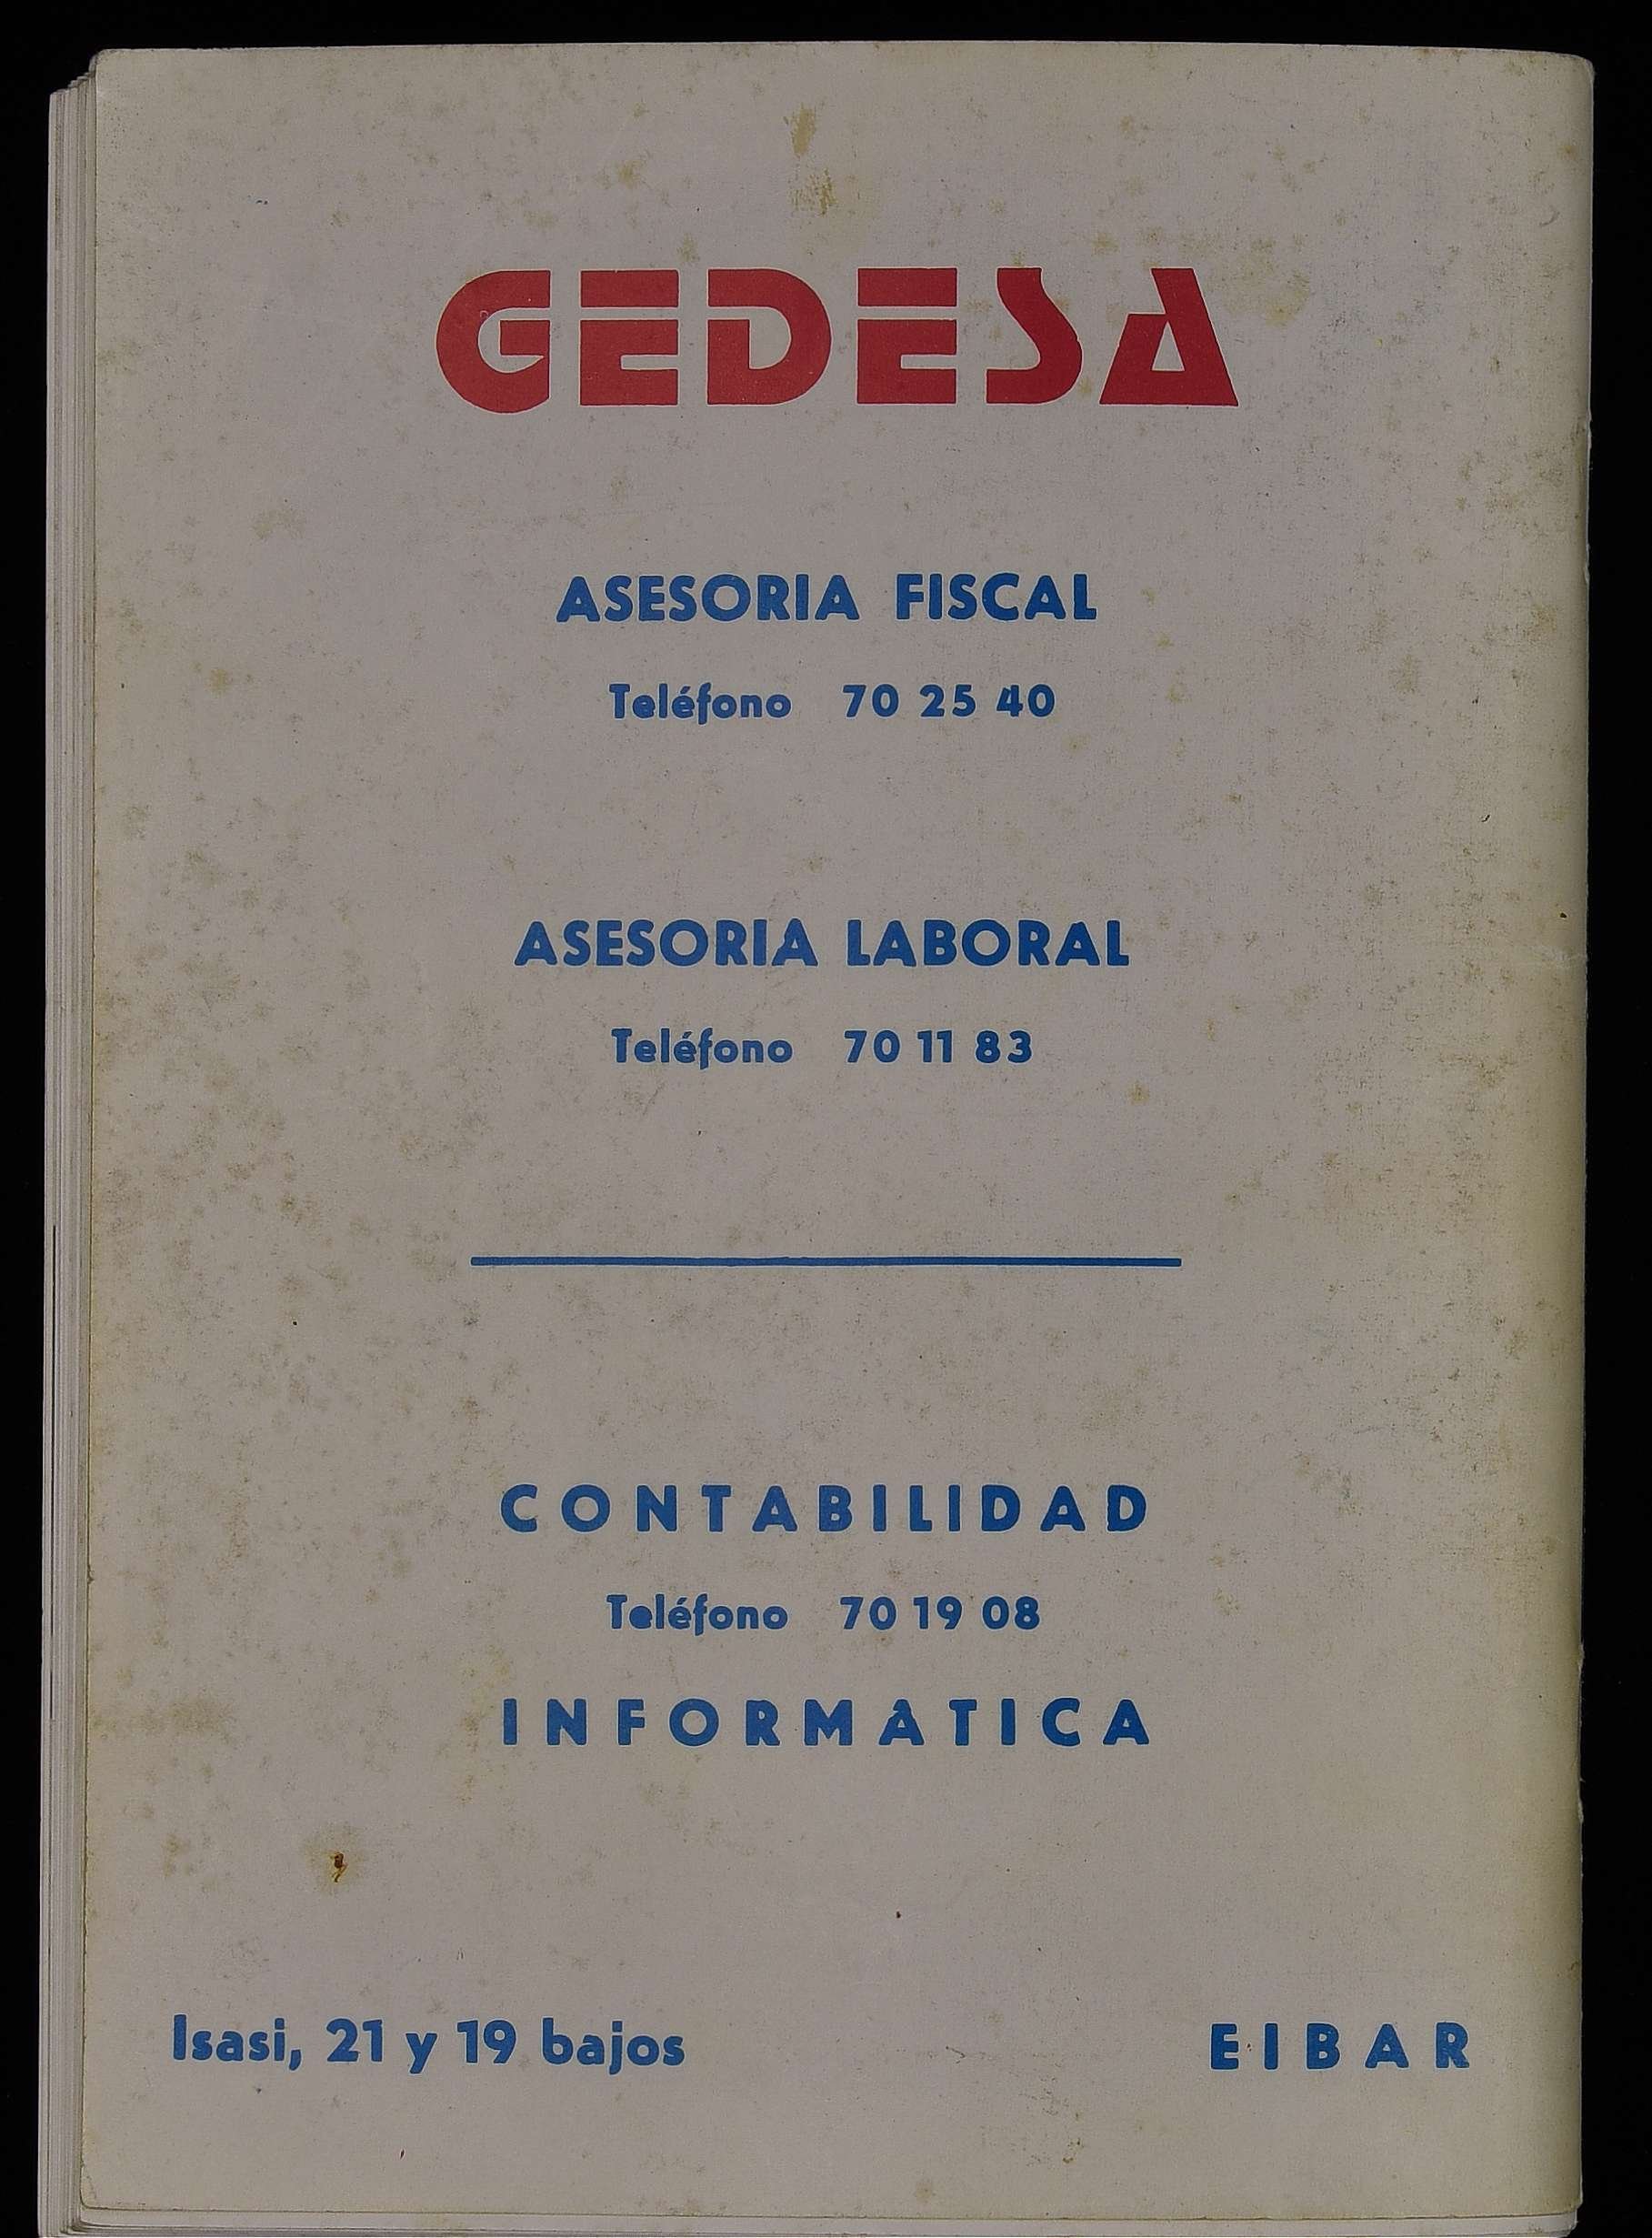 GEDESA
ASESORIA FISCAL
Teléfono 70 25 40
ASESORIA LABORAL
Teléfono 70 11 83
CONTABILIDAD
Teléfono 70 19 08
INFORMATICA
Isasi, 21 y 19 bajos EIBAR